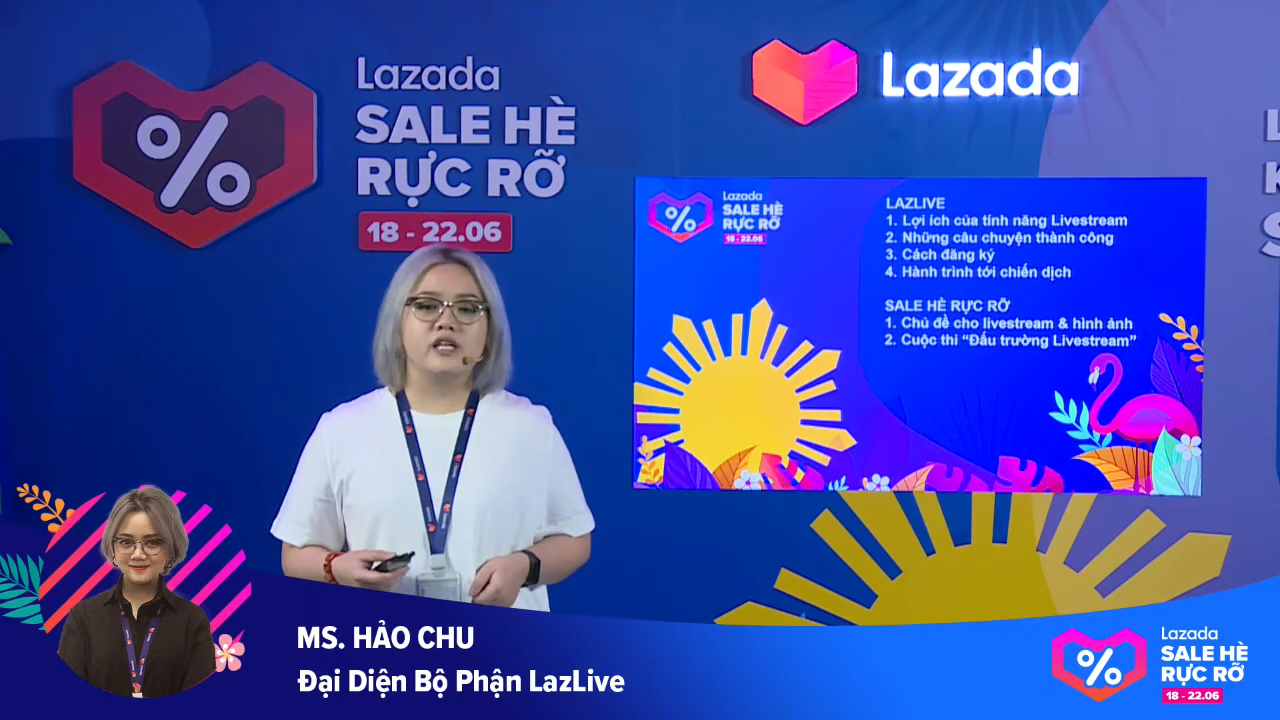 Lazada
SALE HÈ
RỰC RỠ
18 - 22.06
Lazada
Lazada
SALE HÈ
RỰC RỠ
18 - 22.06
LAZLIVE
1. Lợi ích của tính năng Livestream
2. Những câu chuyện thành công
3. Cách đăng ký
4. Hành trình tới chiến dịch
SALE HÈ RỰC RỠ
1. Chủ đề cho livestream & hình ảnh
2. Cuộc thi “Đấu trường Livestream”
MS. HẢO CHU
Đại Diện Bộ Phận LazLive
Lazada
SALE HÈ
RỰC RỠ
18 - 22.06